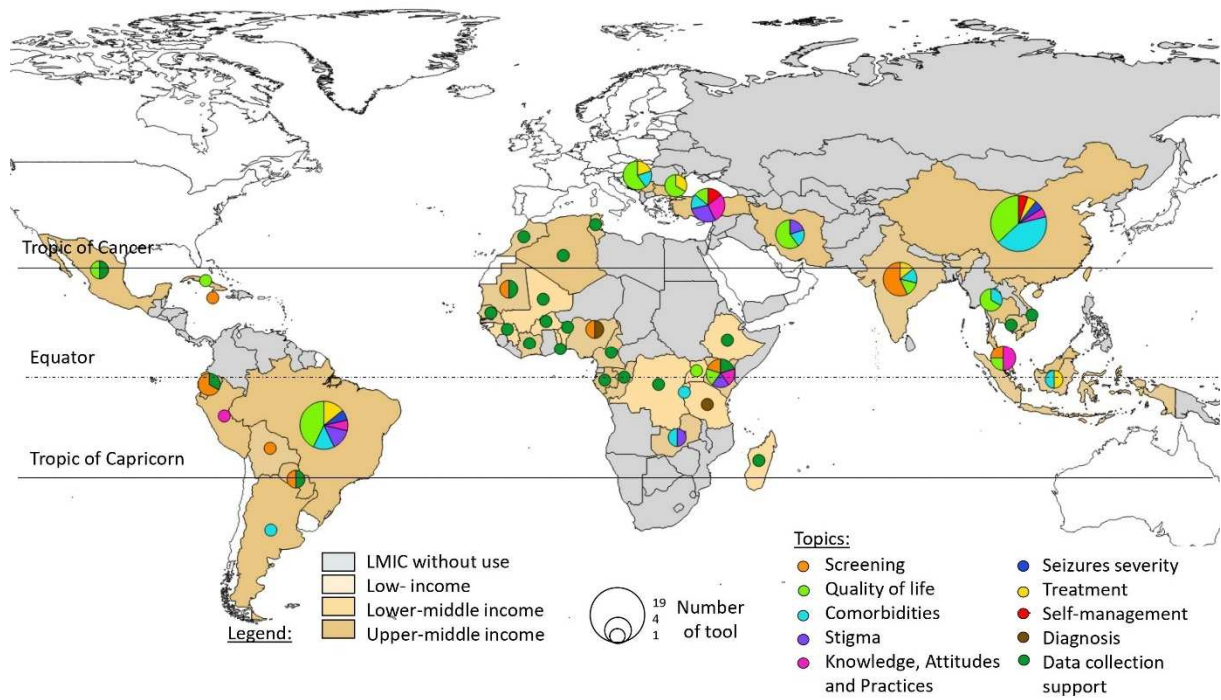 Tropic of Cancer
Equator
Tropic of Capricorn
Legend:
LMIC without use
Low- income
Lower-middle income
Upper-middle income
19
4
1
Number
of tool
Topics:
Screening
Quality of life
Comorbidities
Stigma
Knowledge, Attitudes
and Practices
Seizures severity
Treatment
Self-management
Diagnosis
Data collection
support